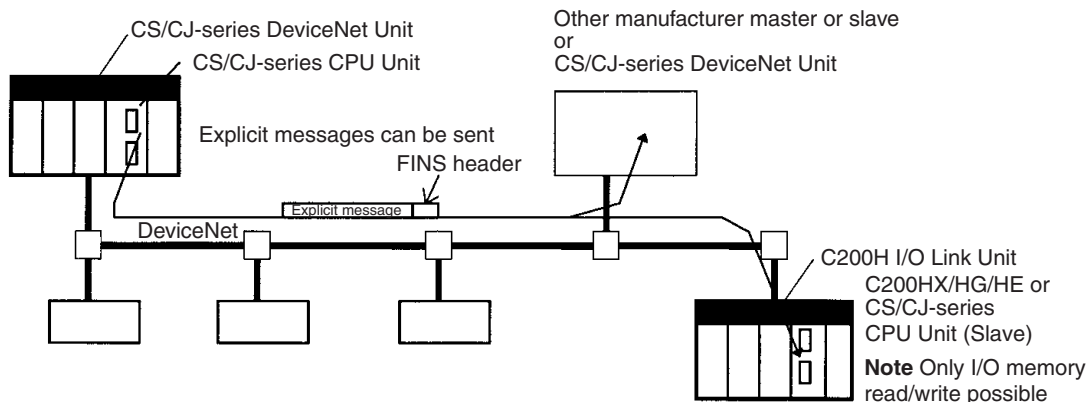 CS/CJ-series DeviceNet Unit
CS/CJ-series CPU Unit
Other manufacturer master or slave
or
CS/CJ-series DeviceNet Unit
Explicit messages can be sent
FINS header
Explicit message
DeviceNet
C200H I/O Link Unit
C200HX/HG/HE or
CS/CJ-series
CPU Unit (Slave)
Note Only I/O memory
read/write possible